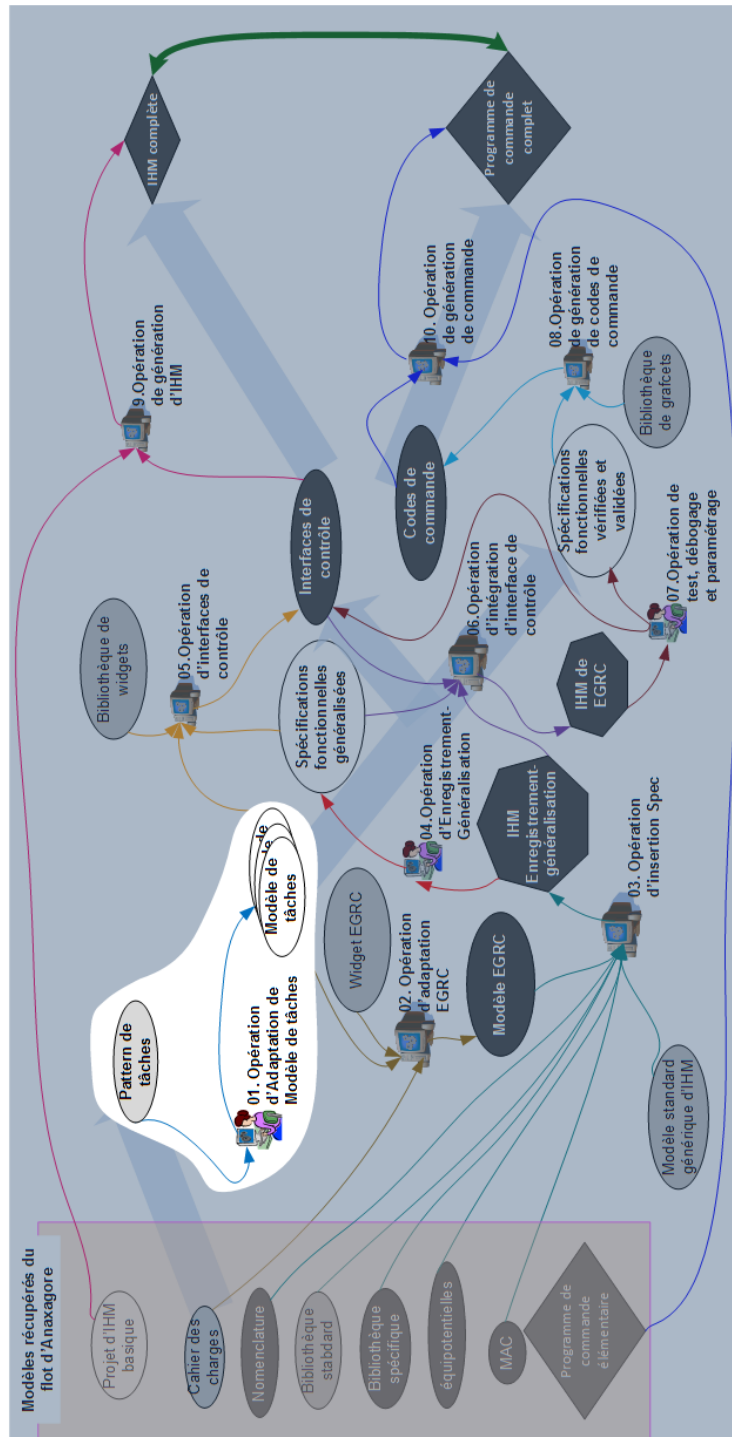 Modèles récupérés du
flot d'Anaxagore
Projet d'IHM
basique
Cahier des
charges
Nomenclature
Bibliothèque
stabdard
Bibliothèque
spécifique
équipotentielles
MAC
Programme de
commande
élémentaire
Pattern de
tâches
01. Opération
d'Adaptation de
Modèle de tâches
de
de
Modèle de
tâches
Widget EGRC
02. Opération
d'adaptation
EGRC
Modèle EGRC
Modèle standard
générique d'IHM
03. Opération
d'insertion Spec
IHM
Enregistrement-
généralisation
04.Opération
d'Enregistrement-
Généralisation
Spécifications
fonctionnelles
généralisées
Bibliothèque de
widgets
05.Opération
d'interfaces de
contrôle
Interfaces de
contrôle
06.Opération
d'intégration
d'interface de
contrôle
IHM de
EGRC
07.Opération de
test, débogage
et paramétrage
Spécifications
fonctionnelles
vérifiées et
validées
Bibliothèque
de grafcets
08.Opération
de génération
de codes de
commande
Codes de
commande
9.Opération
de génération
d'IHM
10. Opération
de génération
de commande
IHM complète
Programme de
commande
complet